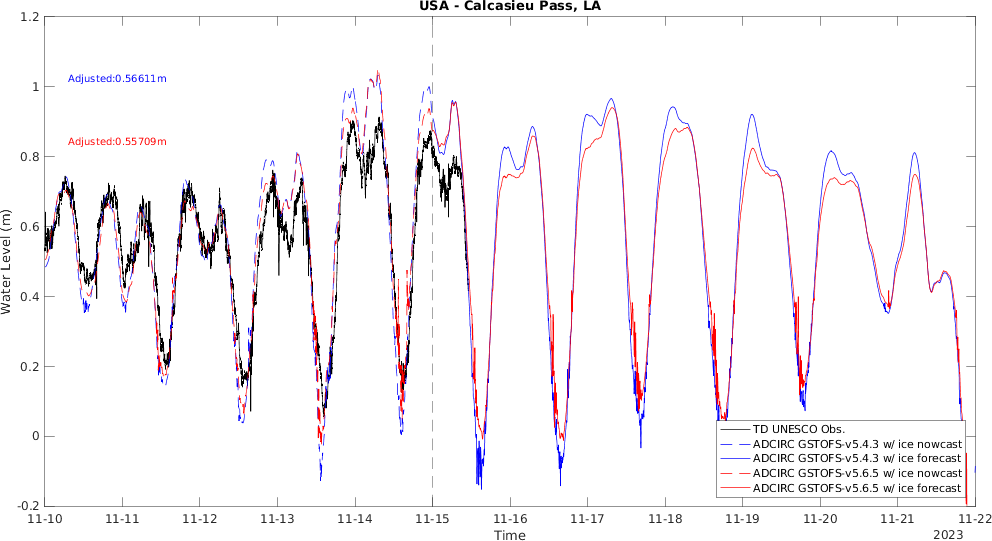 USA - Calcasieu Pass, LA
1.2
1
0.8
0.6
0.4
0.2
0
-0.2
Water Level (m)
Adjusted:0.56611m
Adjusted:0.55709m
TD UNESCO Obs.
ADCIRC GSTOFS-v5.4.3 w/ ice nowcast
ADCIRC GSTOFS-v5.4.3 w/ ice forecast
ADCIRC GSTOFS-v5.6.5 w/ ice nowcast
ADCIRC GSTOFS-v5.6.5 w/ ice forecast
11-10 11-11 11-12 11-13 11-14 11-15 11-16 11-17 11-18 11-19 11-20 11-21 11-22
Time
2023